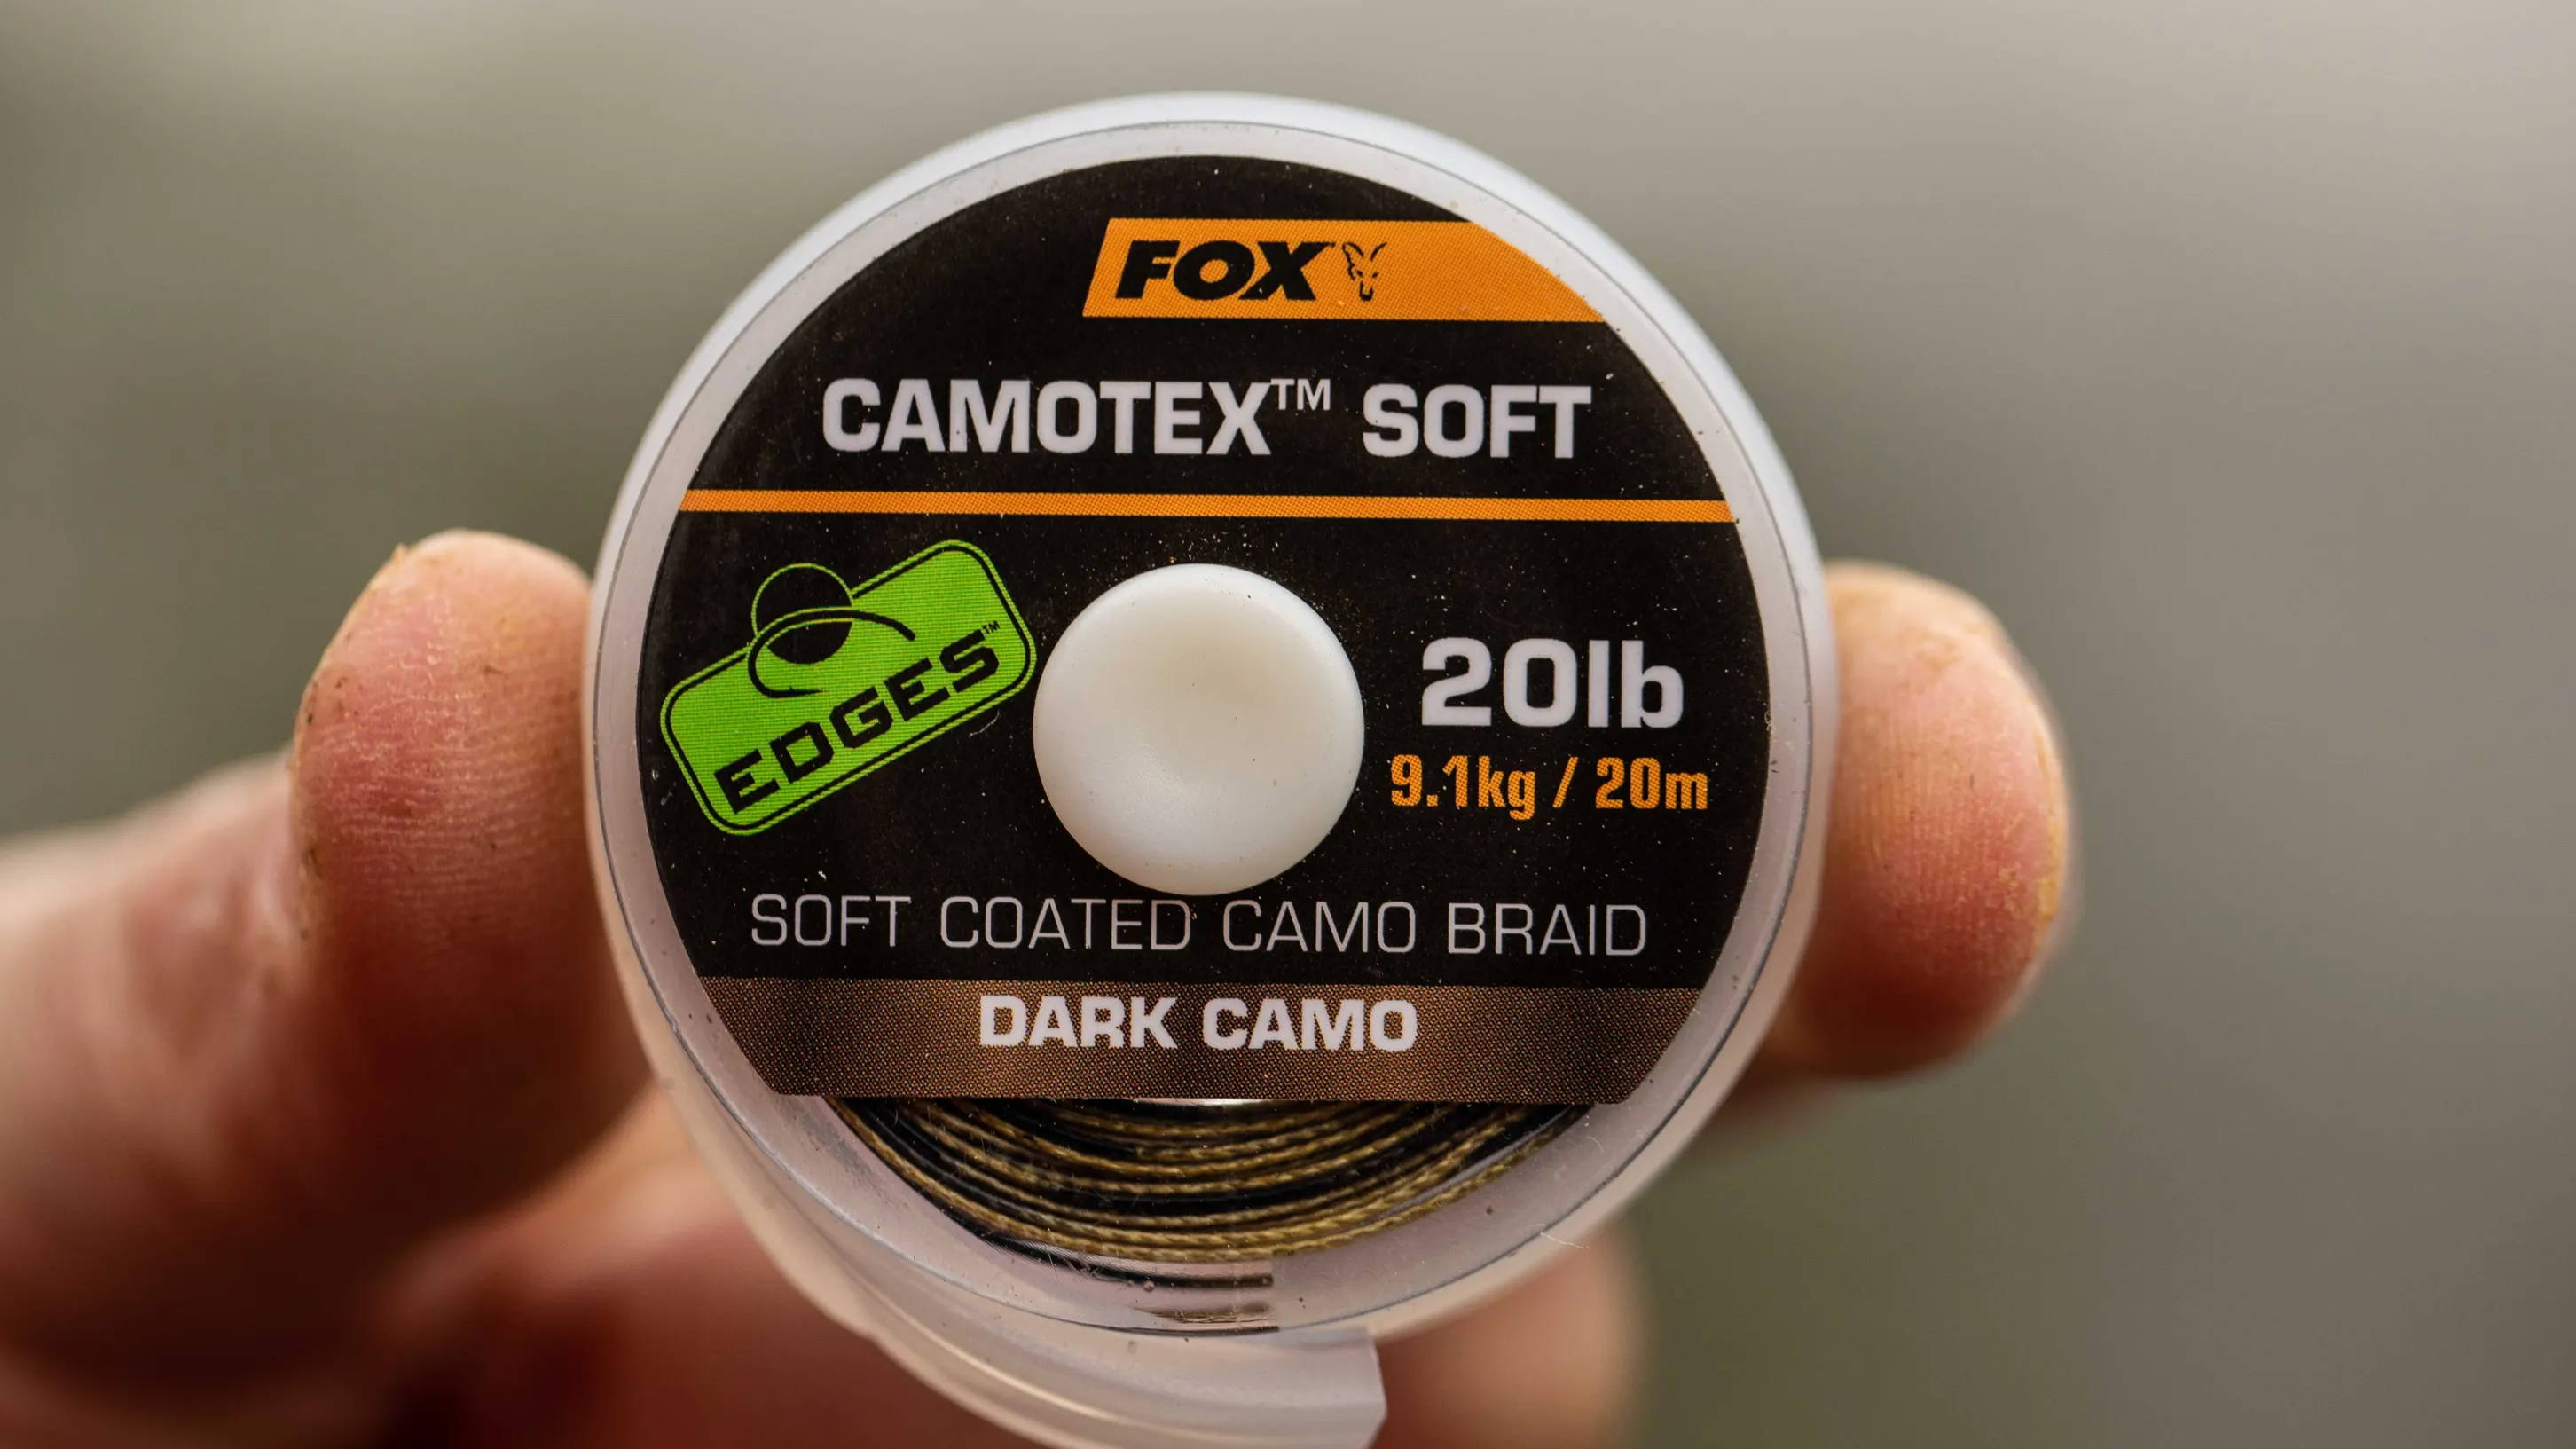 FOX
CAMOTEX™ SOFT
EDGES™
20lb
9.1kg / 20m
SOFT COATED CAMO BRAID
DARK CAMO